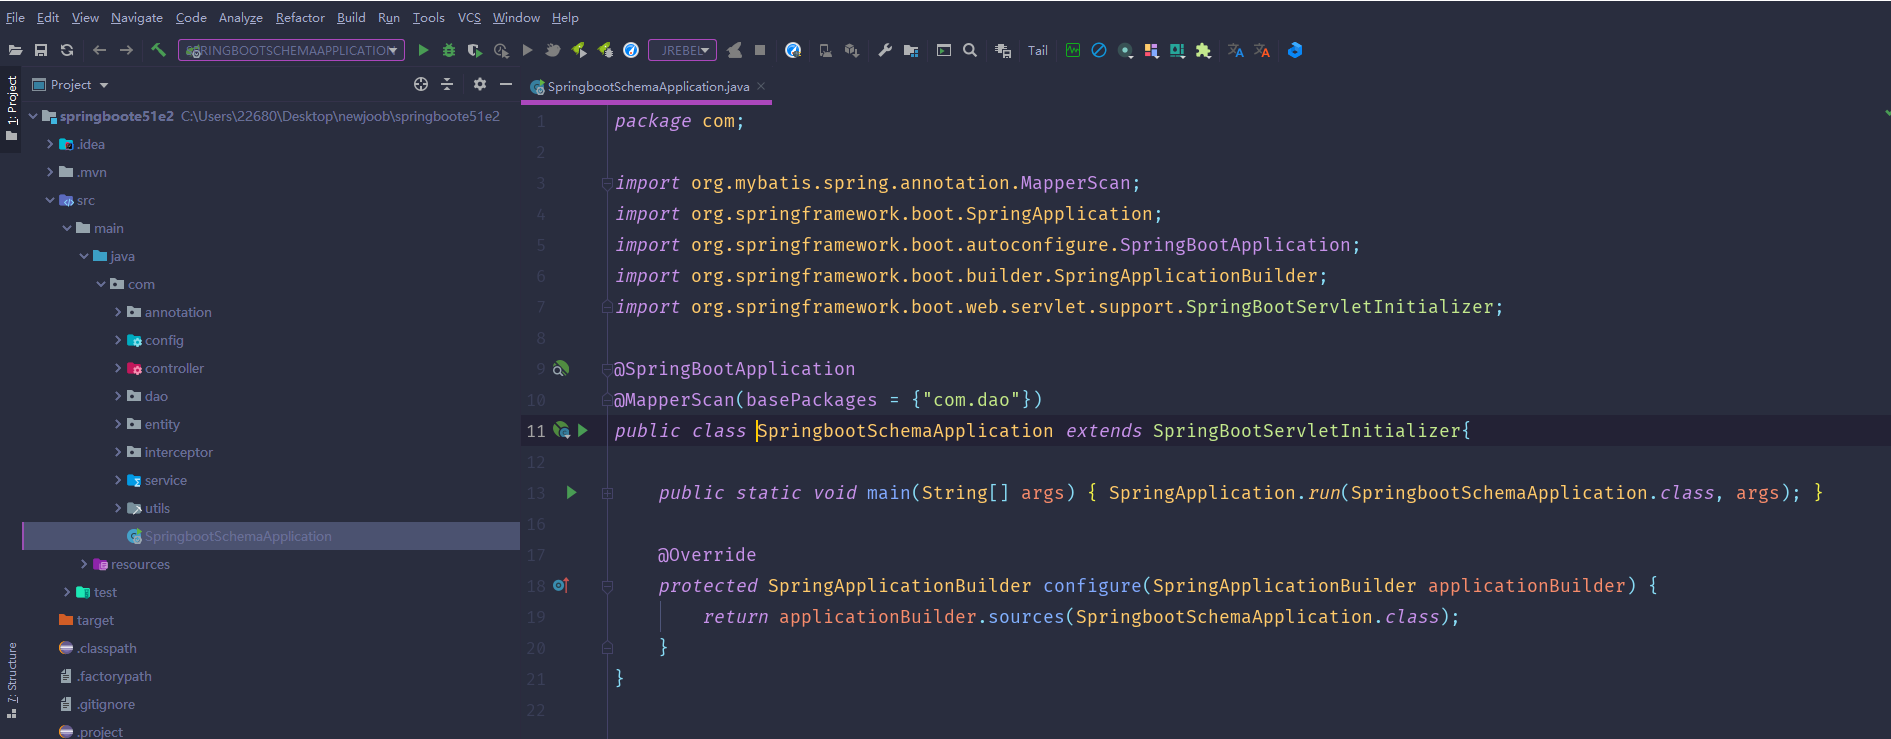 File Edit View Navigate Code Analyze Refactor Build Run Tools VCS Window Help
SPRINGBOOTSCHEMAAPPLICATION JREBEL Tail
1: Project
7: Structure
Project
springboote51e2 C:\Users\22680\Desktop\newjoob\springboote51e2
.idea
.mvn
src
main
java
com
annotation
config
controller
dao
entity
interceptor
service
utils
SpringbootSchemaApplication
resources
test
target
.classpath
.factorypath
.gitignore
.project
SpringbootSchemaApplication.java
1 package com;
2
3 import org.mybatis.spring.annotation.MapperScan;
4 import org.springframework.boot.SpringApplication;
5 import org.springframework.boot.autoconfigure.SpringBootApplication;
6 import org.springframework.boot.builder.SpringApplicationBuilder;
7 import org.springframework.boot.web.servlet.support.SpringBootServletInitializer;
8
9 @SpringBootApplication
10 @MapperScan(basePackages = {"com.dao"})
11 public class SpringbootSchemaApplication extends SpringBootServletInitializer{
12
13 public static void main(String[] args) { SpringApplication.run(SpringbootSchemaApplication.class, args); }
16
17 @Override
18 protected SpringApplicationBuilder configure(SpringApplicationBuilder applicationBuilder) {
19 return applicationBuilder.sources(SpringbootSchemaApplication.class);
20 }
21 }
22